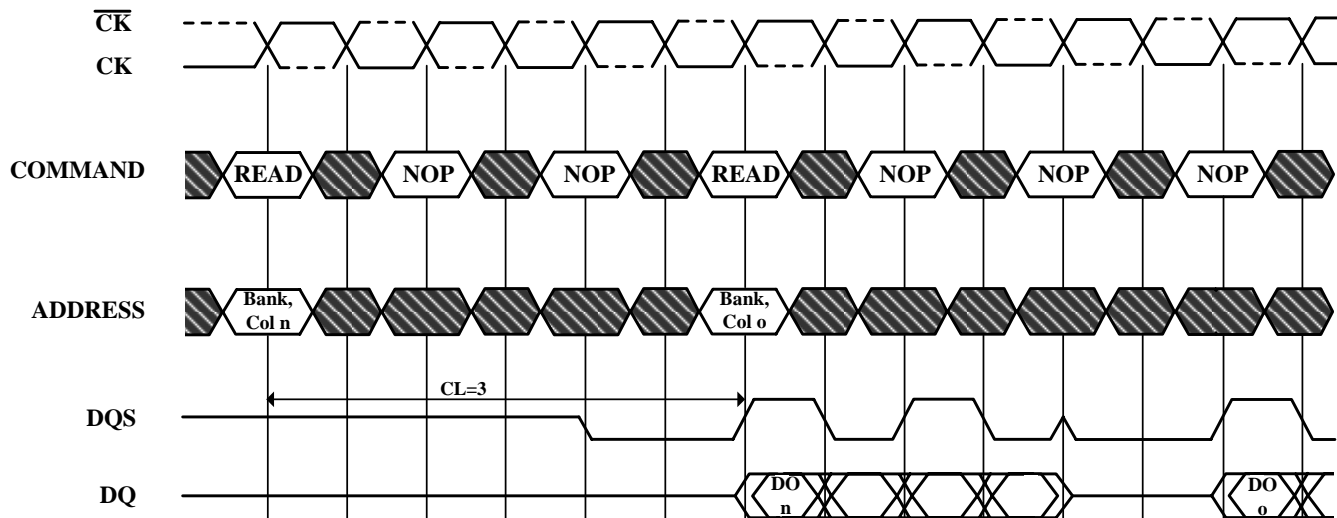 CK
CK
COMMAND READ NOP NOP READ NOP NOP NOP
ADDRESS Bank, Col n Bank, Col o
CL=3
DQS
DQ DO n DO o